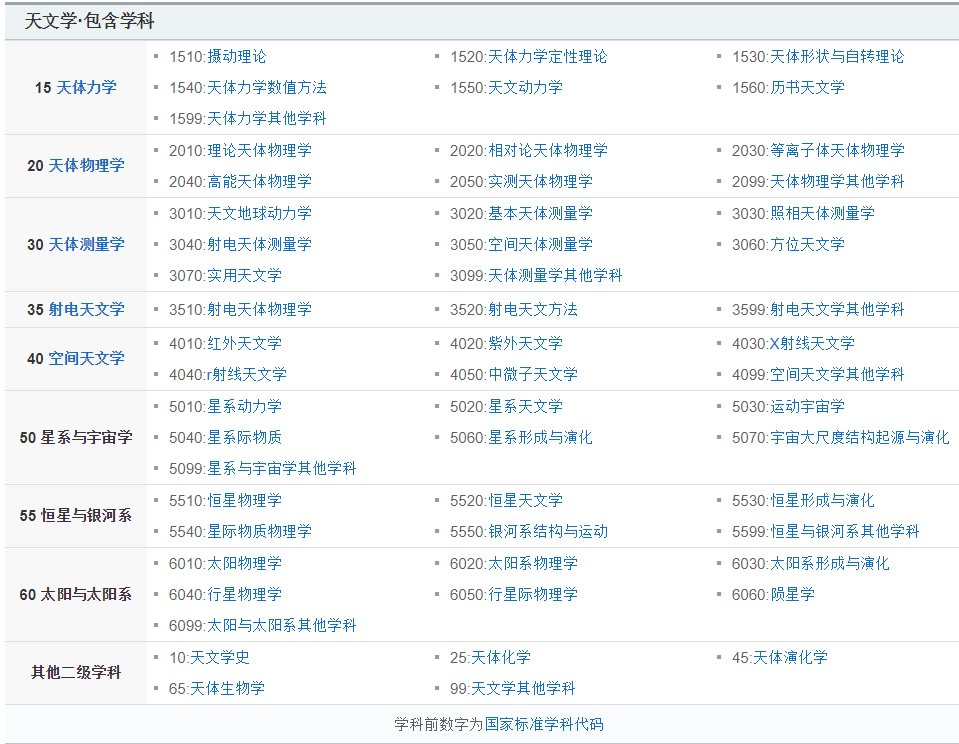 天文学·包含学科
1510:摄动理论 1520:天体力学定性理论 1530:天体形状与自转理论
15 天体力学 1540:天体力学数值方法 1550:天文动力学 1560:历书天文学
1599:天体力学其他学科
2010:理论天体物理学 2020:相对论天体物理学 2030:等离子体天体物理学
20 天体物理学
2040:高能天体物理学 2050:实测天体物理学 2099:天体物理学其他学科
3010:天文地球动力学 3020:基本天体测量学 3030:照相天体测量学
30 天体测量学 3040:射电天体测量学 3050:空间天体测量学 3060:方位天文学
3070:实用天文学 3099:天体测量学其他学科
35 射电天文学 3510:射电天体物理学 3520:射电天文方法 3599:射电天文学其他学科
4010:红外天文学 4020:紫外天文学 4030:X射线天文学
40 空间天文学
4040:r射线天文学 4050:中微子天文学 4099:空间天文学其他学科
5010:星系动力学 5020:星系天文学 5030:运动宇宙学
50 星系与宇宙学 5040:星系际物质 5060:星系形成与演化 5070:宇宙大尺度结构起源与演化
5099:星系与宇宙学其他学科
5510:恒星物理学 5520:恒星天文学 5530:恒星形成与演化
55 恒星与银河系
5540:星际物质物理学 5550:银河系结构与运动 5599:恒星与银河系其他学科
6010:太阳物理学 6020:太阳系物理学 6030:太阳系形成与演化
60 太阳与太阳系 6040:行星物理学 6050:行星际物理学 6060:陨星学
6099:太阳与太阳系其他学科
10:天文学史 25:天体化学 45:天体演化学
其他二级学科
65:天体生物学 99:天文学其他学科
学科前数字为国家标准学科代码